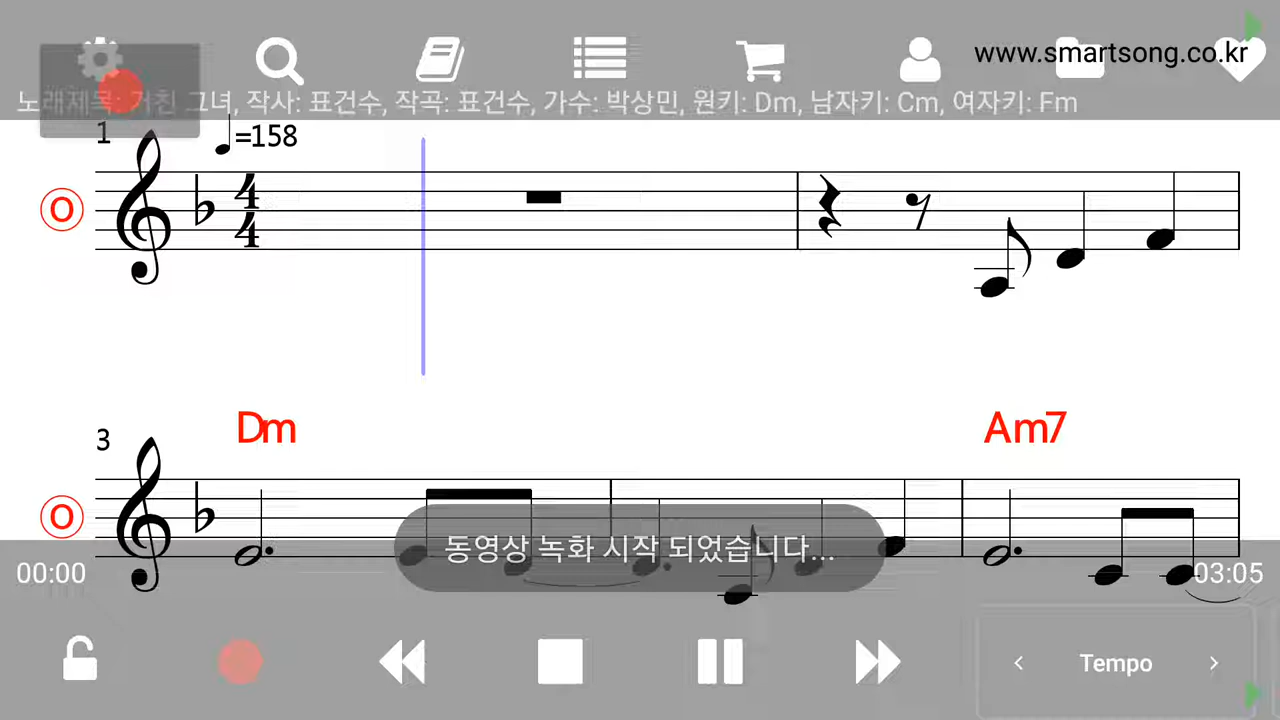 www.smartsong.co.kr
노래제목: 거친 그녀, 작사: 표건수, 작곡: 표건수, 가수: 박상민, 원키: Dm, 남자키: Cm, 여자키: Fm
1
=158
O
4
4
Dm
Am7
3
O
동영상 녹화 시작 되었습니다...
00:00
03:05
< Tempo >